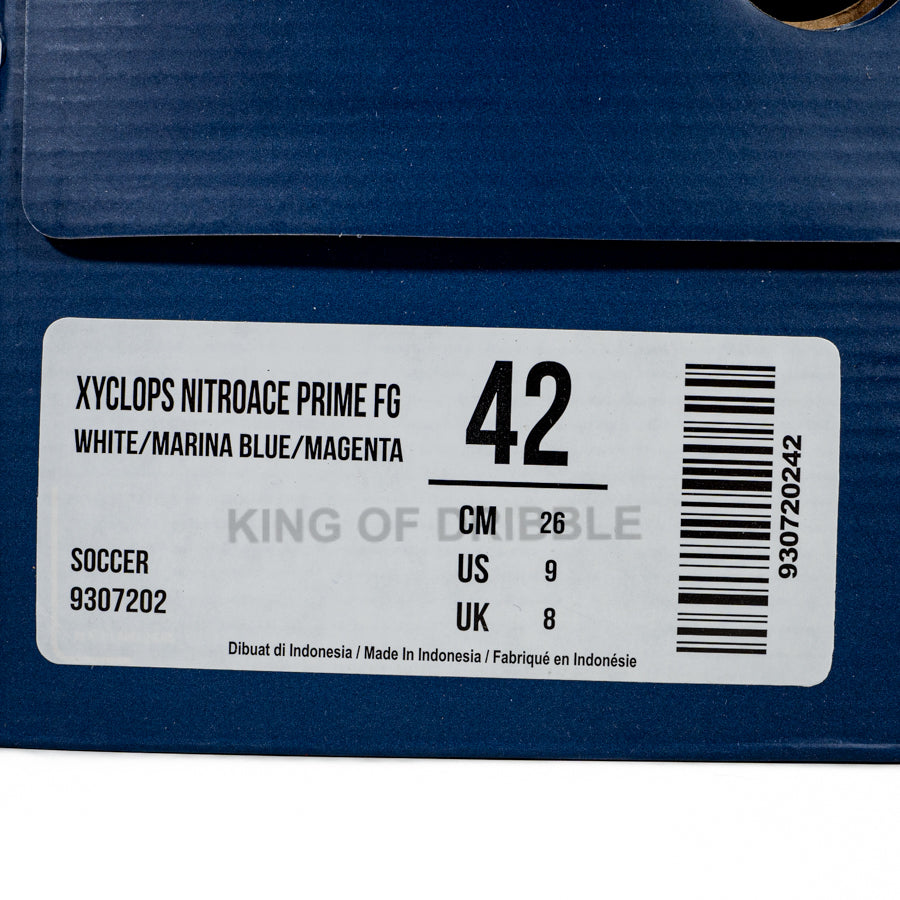 XYCLOPS NITROACE PRIME FG
WHITE/MARINA BLUE/MAGENTA
42
KING OF DRIBBLE
CM 26
US 9
UK 8
SOCCER
9307202
Dibuat di Indonesia / Made In Indonesia / Fabriqué en Indonésie
930720242